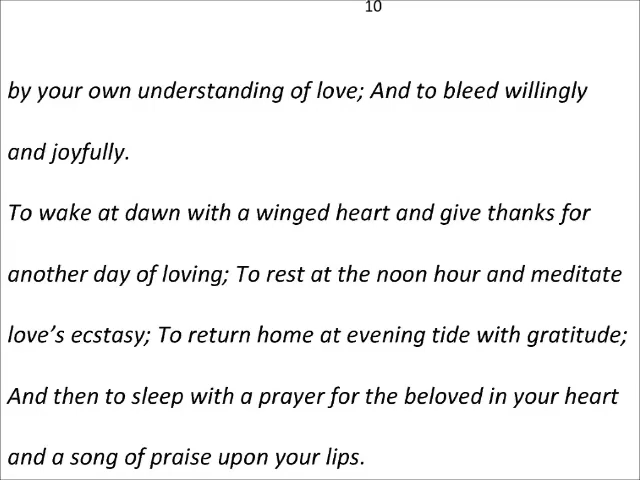 10
by your own understanding of love; And to bleed willingly
and joyfully.
To wake at dawn with a winged heart and give thanks for
another day of loving; To rest at the noon hour and meditate
love’s ecstasy; To return home at evening tide with gratitude;
And then to sleep with a prayer for the beloved in your heart
and a song of praise upon your lips.